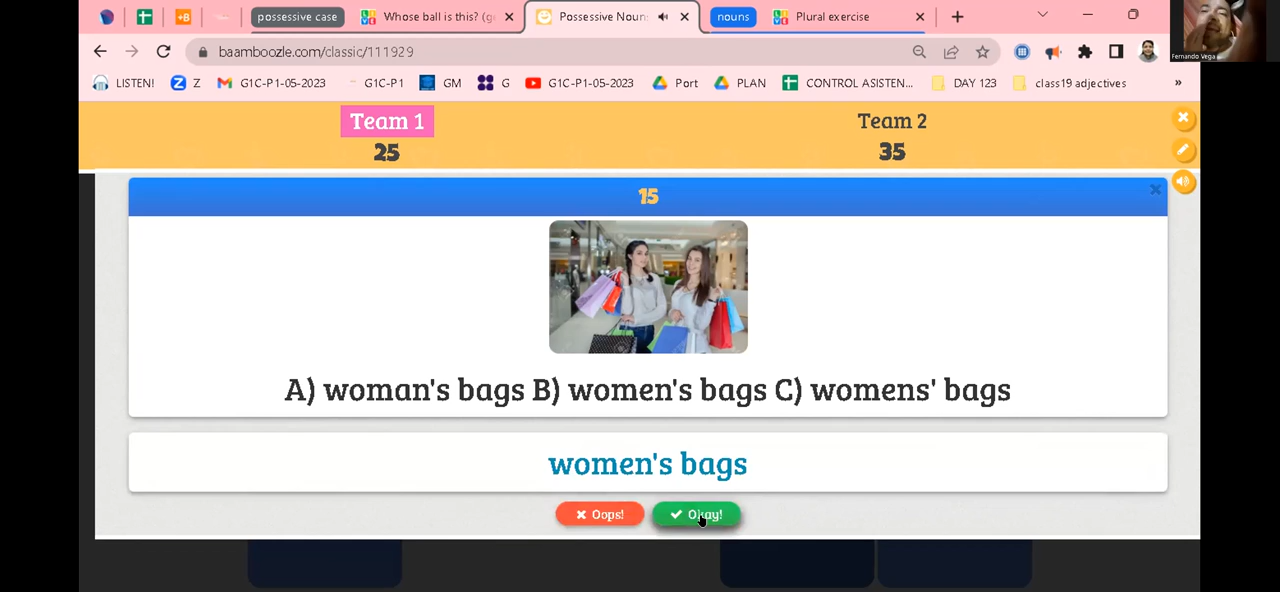 possessive case
Whose ball is this? (g
Possessive Noun
nouns
Plural exercise
baamboozle.com/classic/111929
LISTEN!
Z
G1C-P1-05-2023
G1C-P1
GM
G
G1C-P1-05-2023
Port
PLAN
CONTROL ASISTEN...
DAY 123
class19 adjectives
»
Fernando Vega
Team 1
25
Team 2
35
15
A) woman's bags B) women's bags C) womens' bags
women's bags
Oops!
Okay!